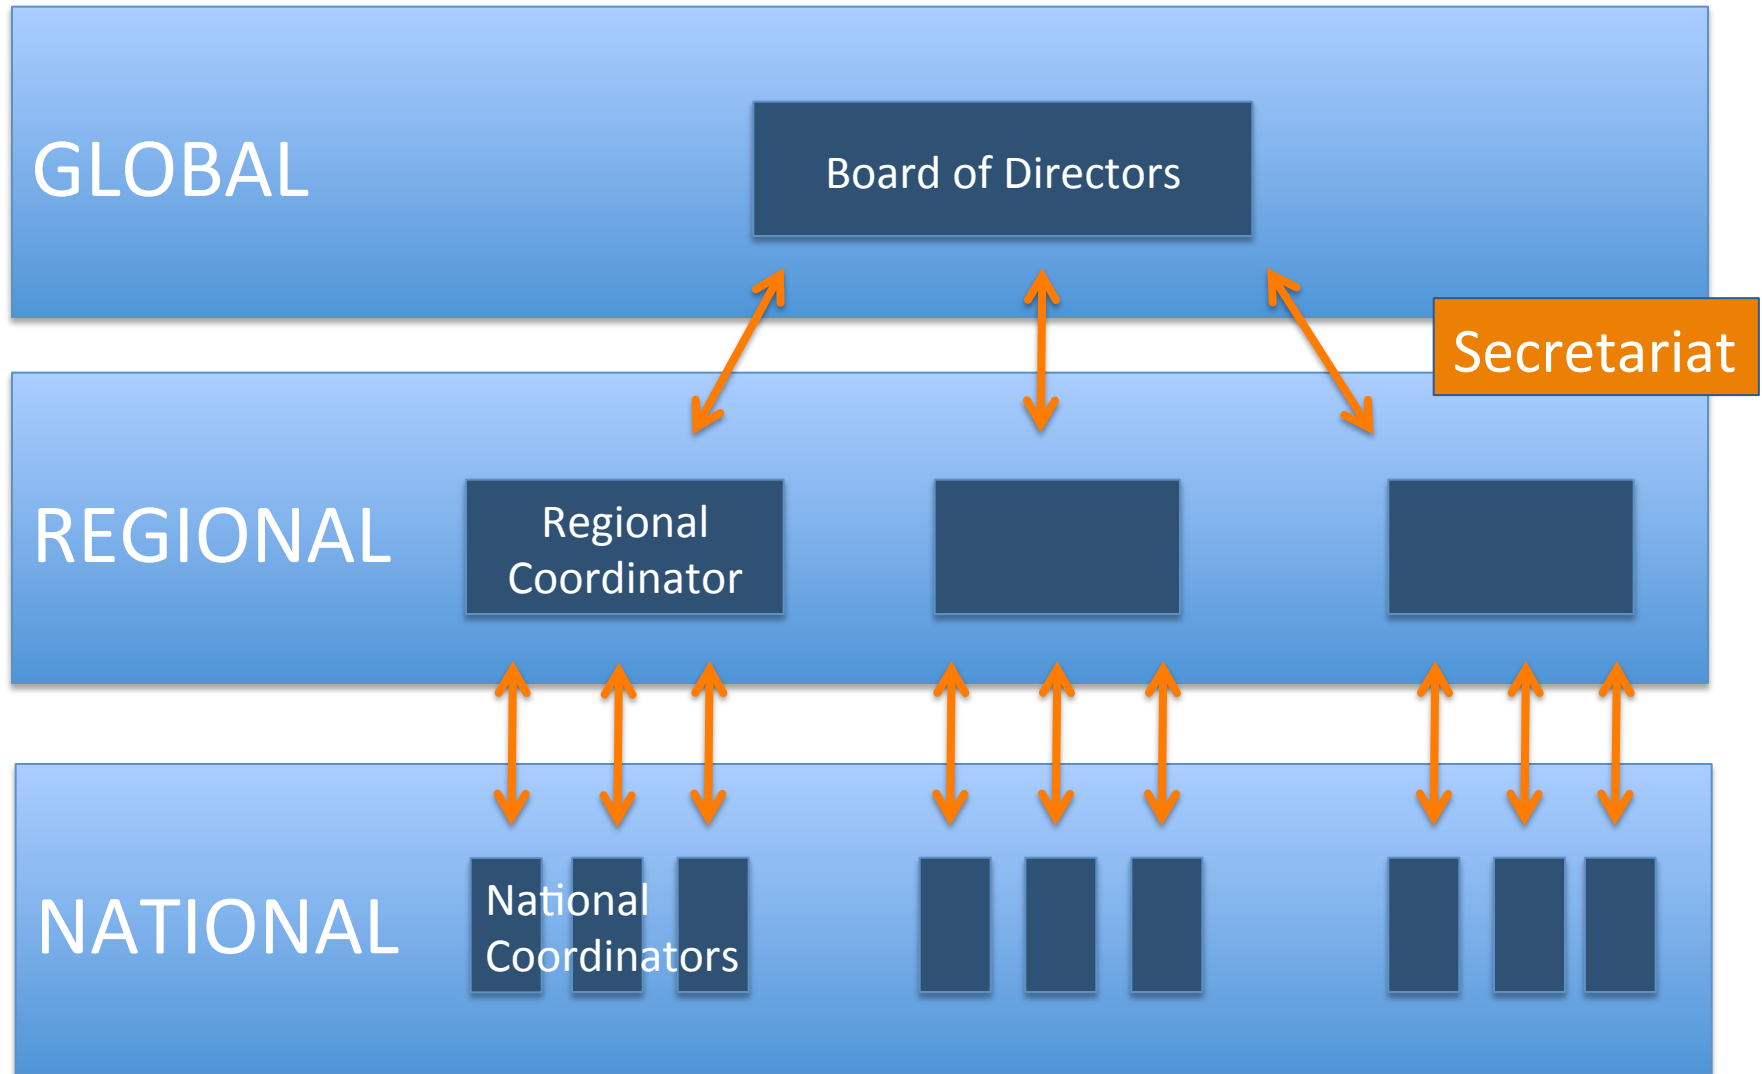 GLOBAL
Board of Directors
Secretariat
REGIONAL
Regional
Coordinator
NATIONAL
National
Coordinators